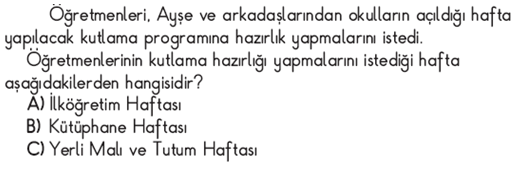 Öğretmenleri, Ayşe ve arkadaşlarından okulların açıldığı hafta
yapılacak kutlama programına hazırlık yapmalarını istedi.
Öğretmenlerinin kutlama hazırlığı yapmalarını istediği hafta
aşağıdakilerden hangisidir?
A) İlköğretim Haftası
B) Kütüphane Haftası
C) Yerli Malı ve Tutum Haftası